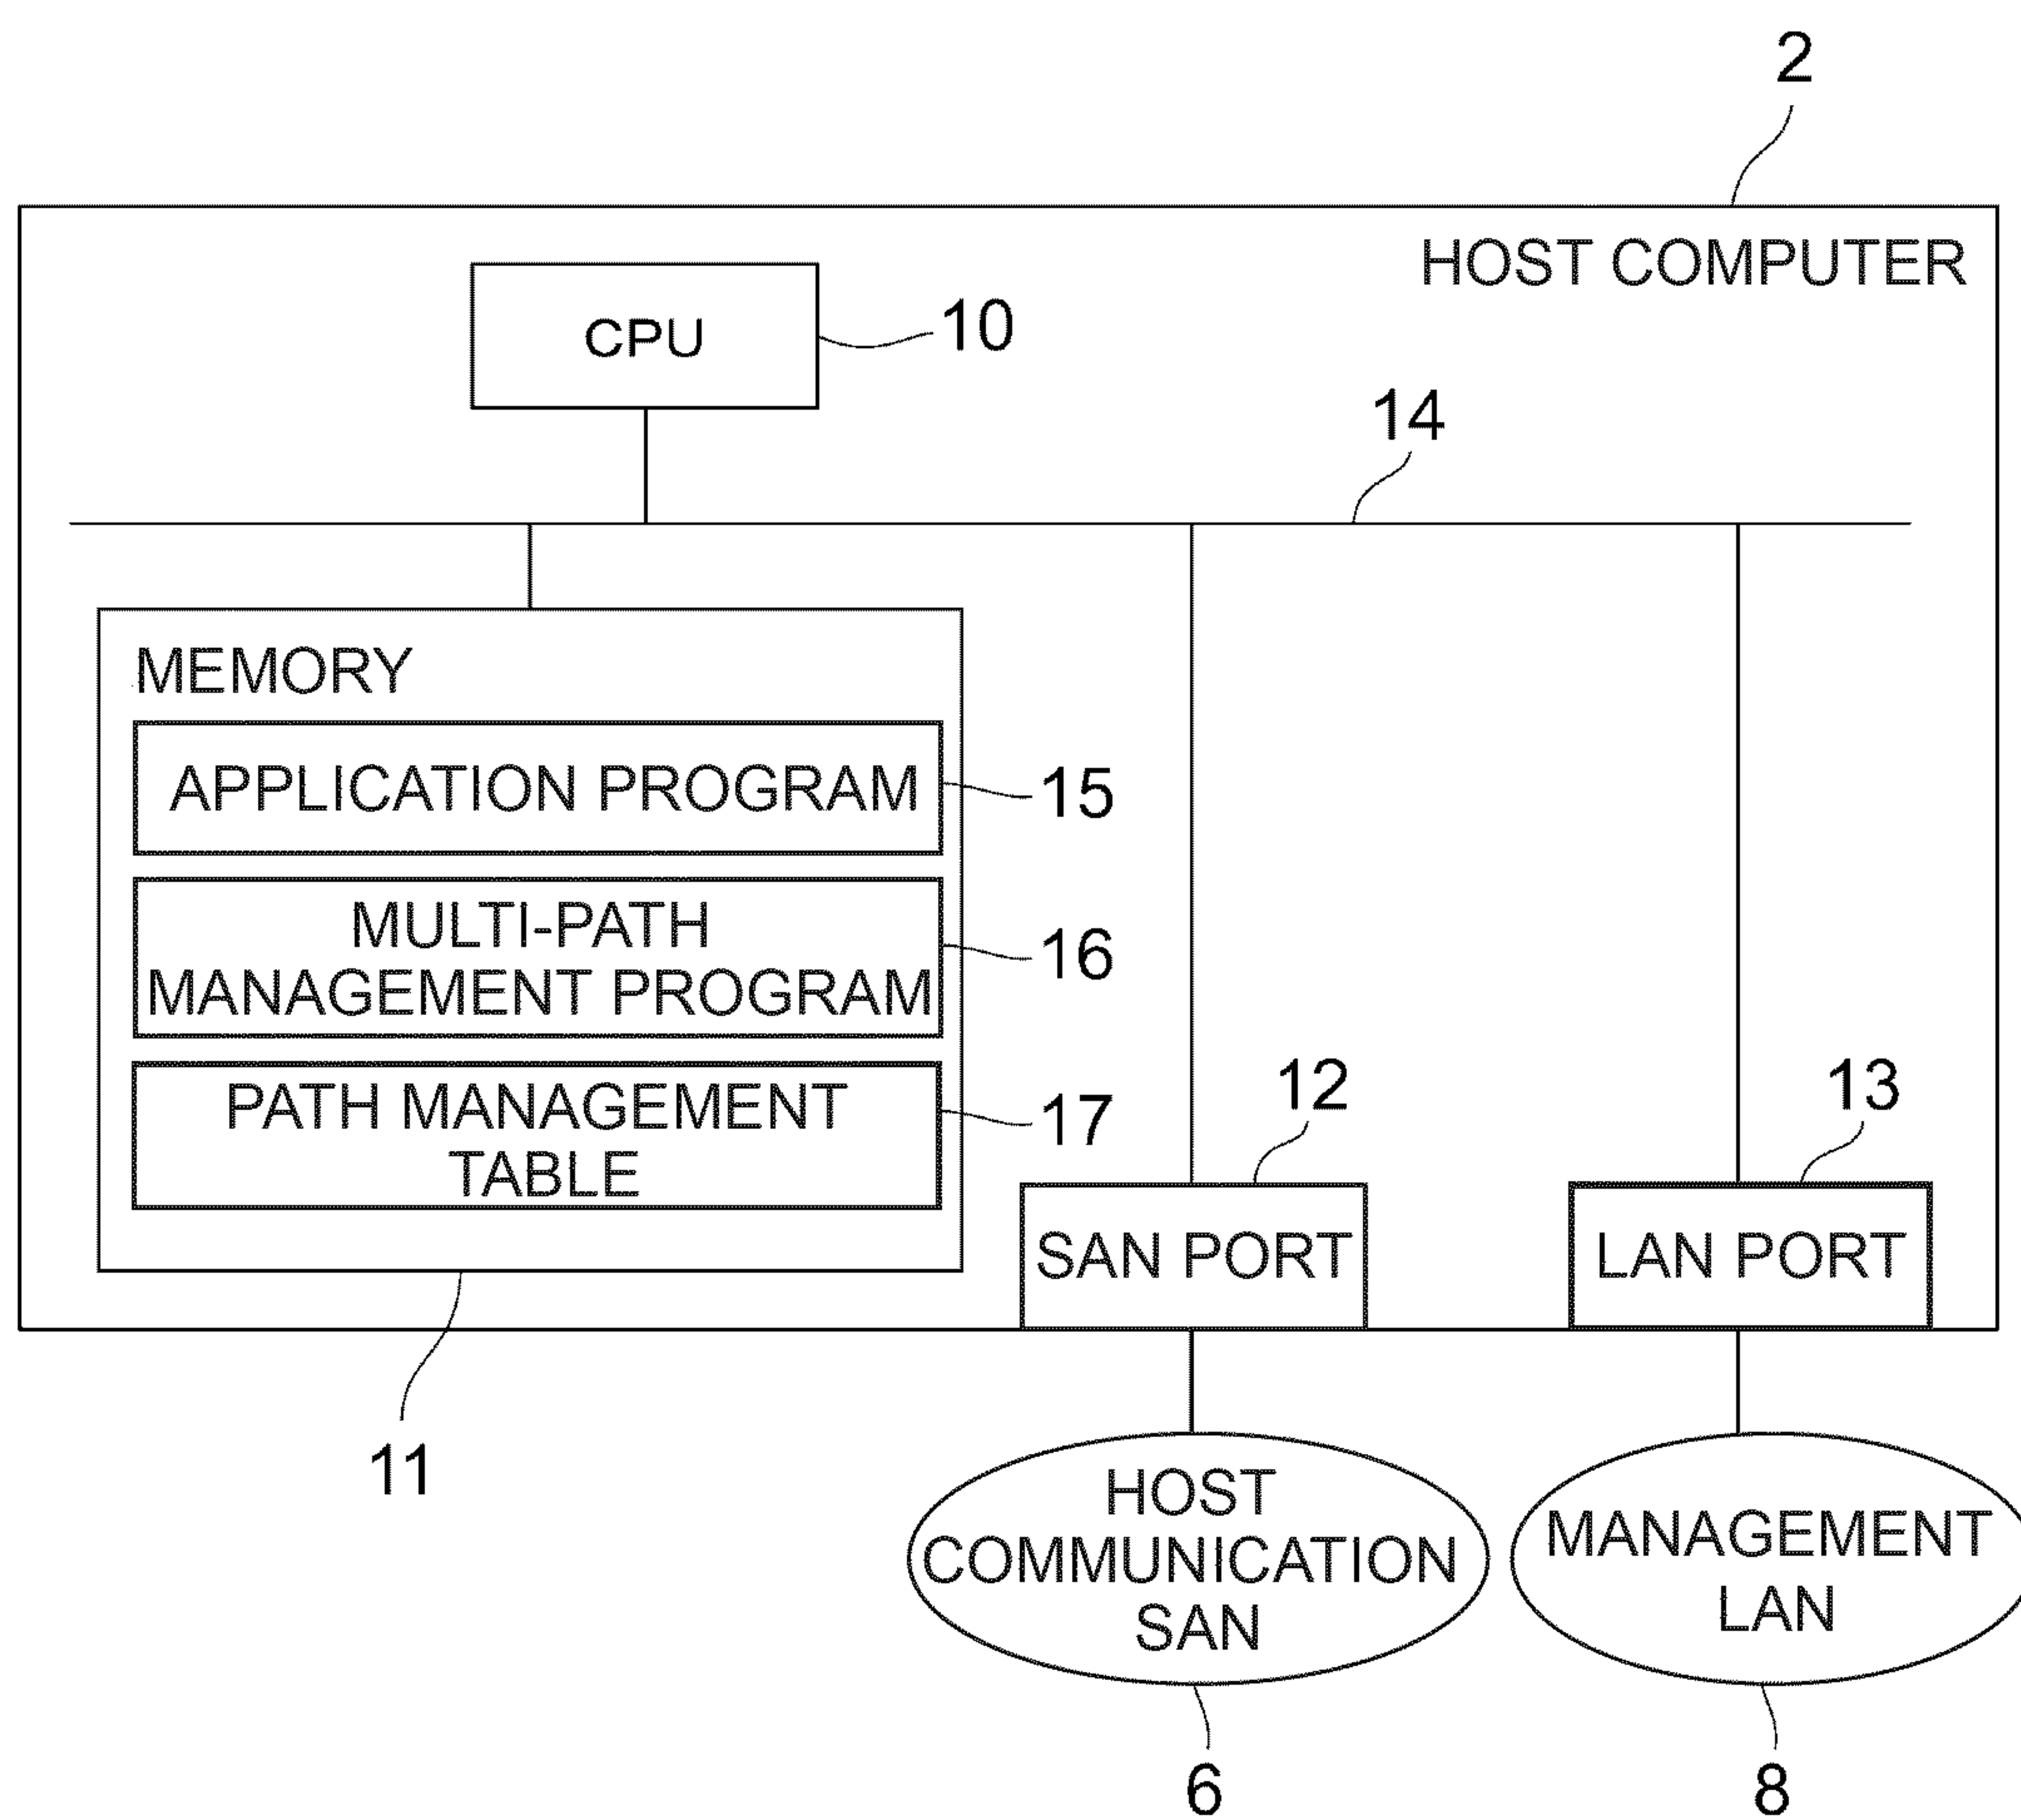 2
HOST COMPUTER
CPU
10
14
MEMORY
APPLICATION PROGRAM
15
MULTI-PATH
MANAGEMENT PROGRAM
16
PATH MANAGEMENT
TABLE
17
12
13
SAN PORT
LAN PORT
11
HOST
COMMUNICATION
SAN
MANAGEMENT
LAN
6
8